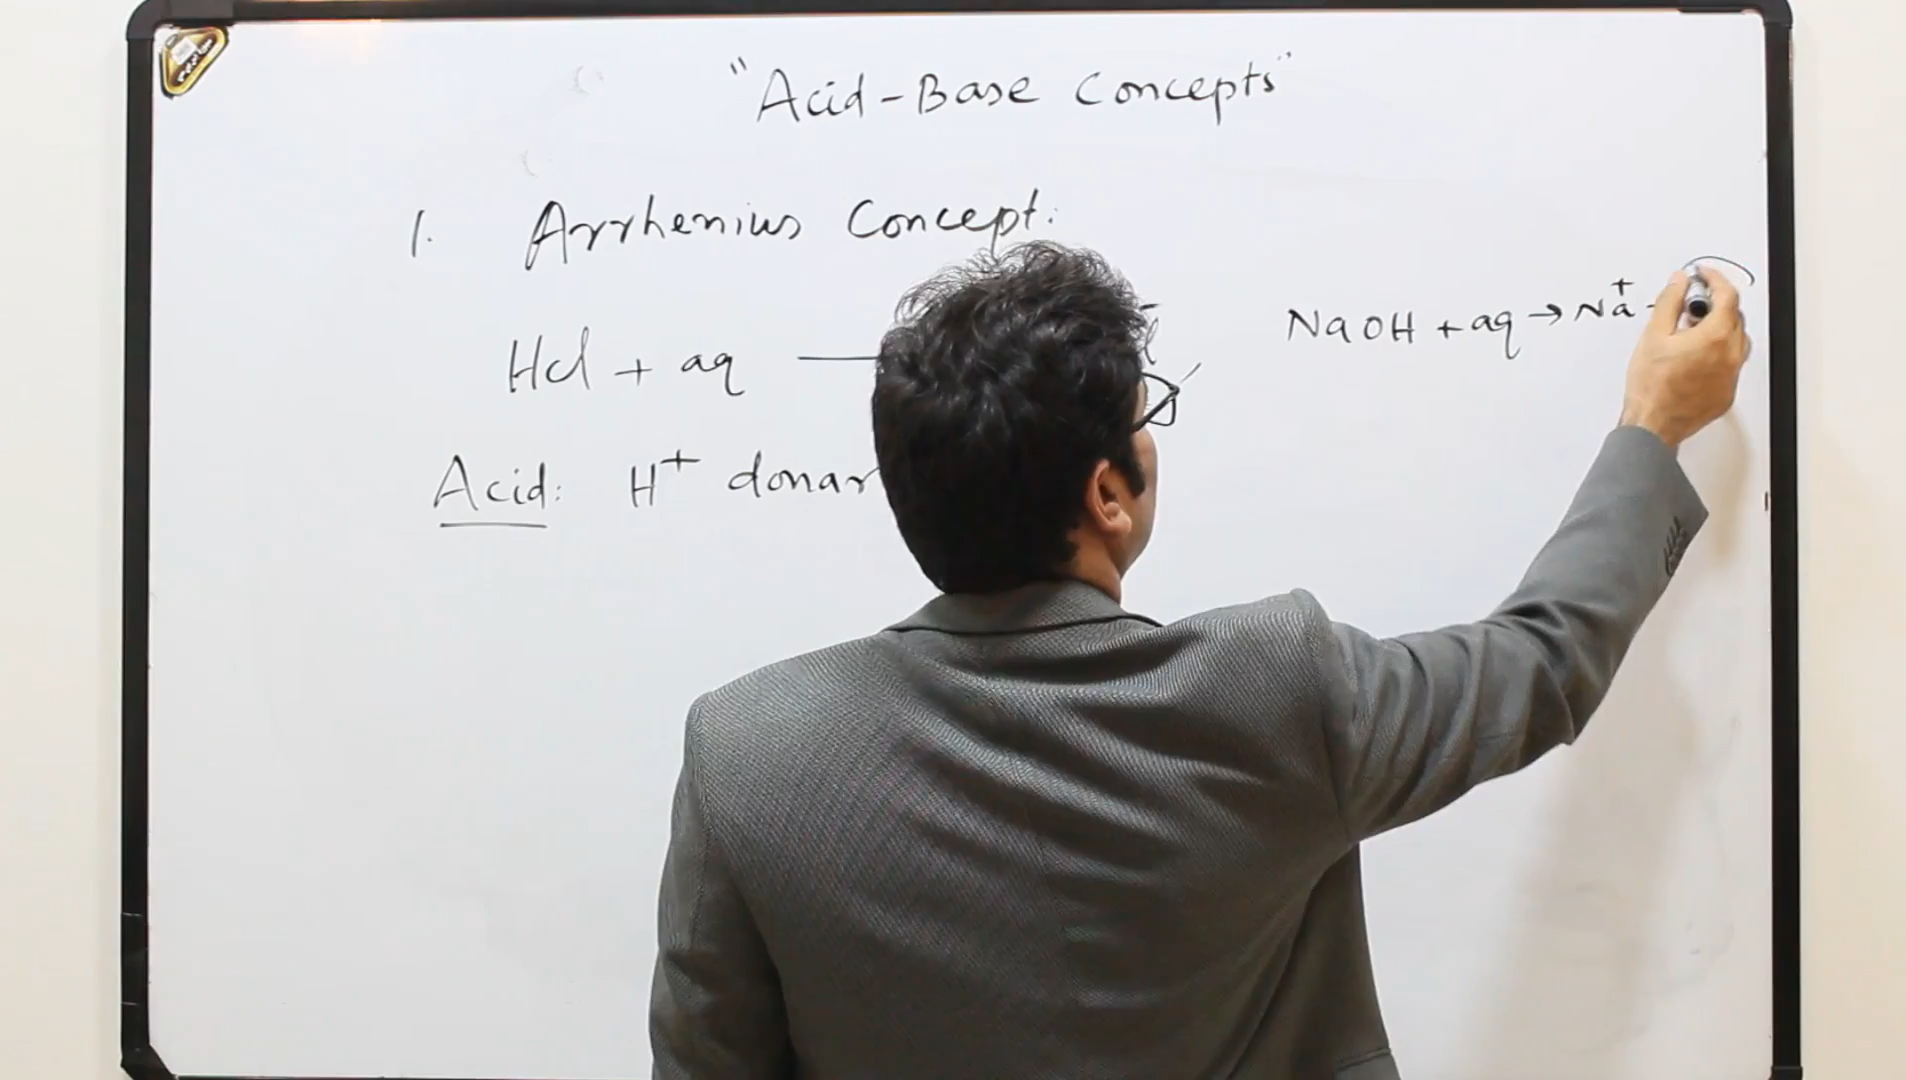 "Acid-Base Concepts"
1. Arrhenius Concept:
Hcl + aq —
NaOH + aq → Na+
Acid: H+ donar